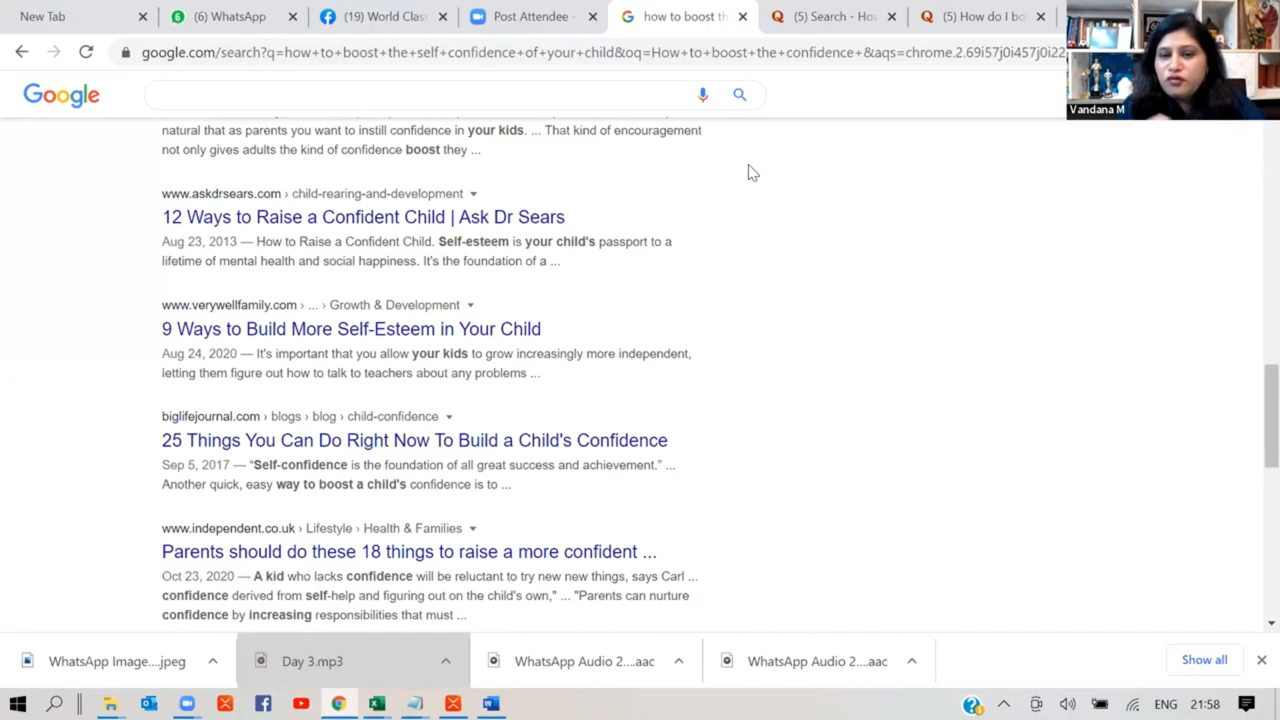 New Tab
(6) WhatsApp
(19) World Clas
Post Attendee -
how to boost th
(5) Search - Ho
(5) How do I bo
google.com/search?q=how+to+boost+the+self+confidence+of+your+child&oq=How+to+boost+the+confidence+&aqs=chrome.2.69i57j0i457j0i22
Vandana M
Google
natural that as parents you want to instill confidence in your kids. ... That kind of encouragement
not only gives adults the kind of confidence boost they ...
www.askdrsears.com › child-rearing-and-development
12 Ways to Raise a Confident Child | Ask Dr Sears
Aug 23, 2013 — How to Raise a Confident Child. Self-esteem is your child's passport to a
lifetime of mental health and social happiness. It's the foundation of a ...
www.verywellfamily.com › ... › Growth & Development
9 Ways to Build More Self-Esteem in Your Child
Aug 24, 2020 — It's important that you allow your kids to grow increasingly more independent,
letting them figure out how to talk to teachers about any problems ...
biglifejournal.com › blogs › blog › child-confidence
25 Things You Can Do Right Now To Build a Child's Confidence
Sep 5, 2017 — "Self-confidence is the foundation of all great success and achievement." ...
Another quick, easy way to boost a child's confidence is to ...
www.independent.co.uk › Lifestyle › Health & Families
Parents should do these 18 things to raise a more confident ...
Oct 23, 2020 — A kid who lacks confidence will be reluctant to try new new things, says Carl ...
confidence derived from self-help and figuring out on the child's own," ... "Parents can nurture
confidence by increasing responsibilities that must ...
WhatsApp Image....jpeg
Day 3.mp3
WhatsApp Audio 2....aac
WhatsApp Audio 2....aac
Show all
ENG
21:58